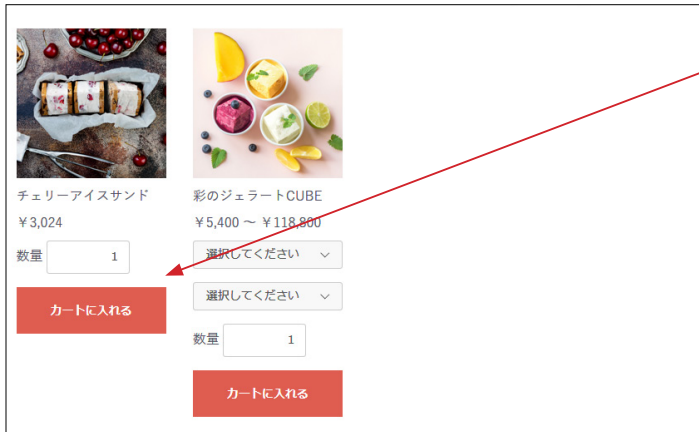 チェリーアイスサンド
￥3,024
数量 1
カートに入れる
彩のジェラートCUBE
￥5,400 ～ ￥118,800
選択してください
選択してください
数量 1
カートに入れる